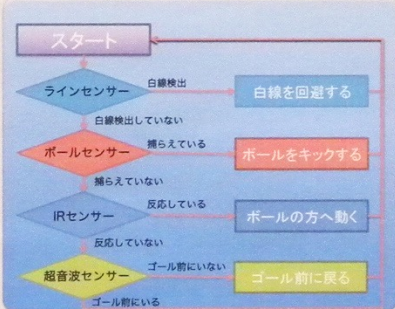 スタート
ラインセンサー
白線検出
白線を回避する
白線検出していない
ボールセンサー
捕らえている
ボールをキックする
捕らえていない
IRセンサー
反応している
ボールの方へ動く
反応していない
超音波センサー
ゴール前にいない
ゴール前に戻る
ゴール前にいる